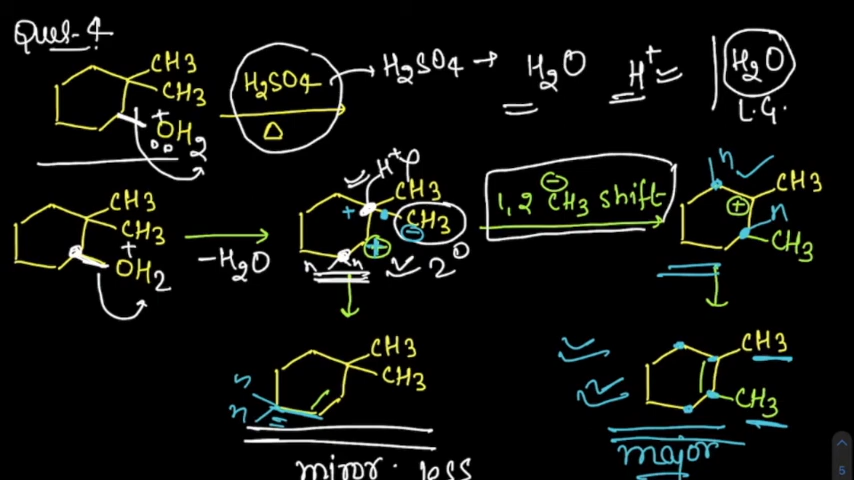 Ques-4
CH3
CH3
+
OH2
H2SO4
Δ
H2SO4 →
H2O
H+
H2O
L.G.
CH3
CH3
+
OH2
-H2O
H+
CH3
+
CH3
+
H H
2°
1,2 CH3 shift
H
CH3
+
H
CH3
CH3
CH3
H
H
CH3
CH3
minor. less
major
5